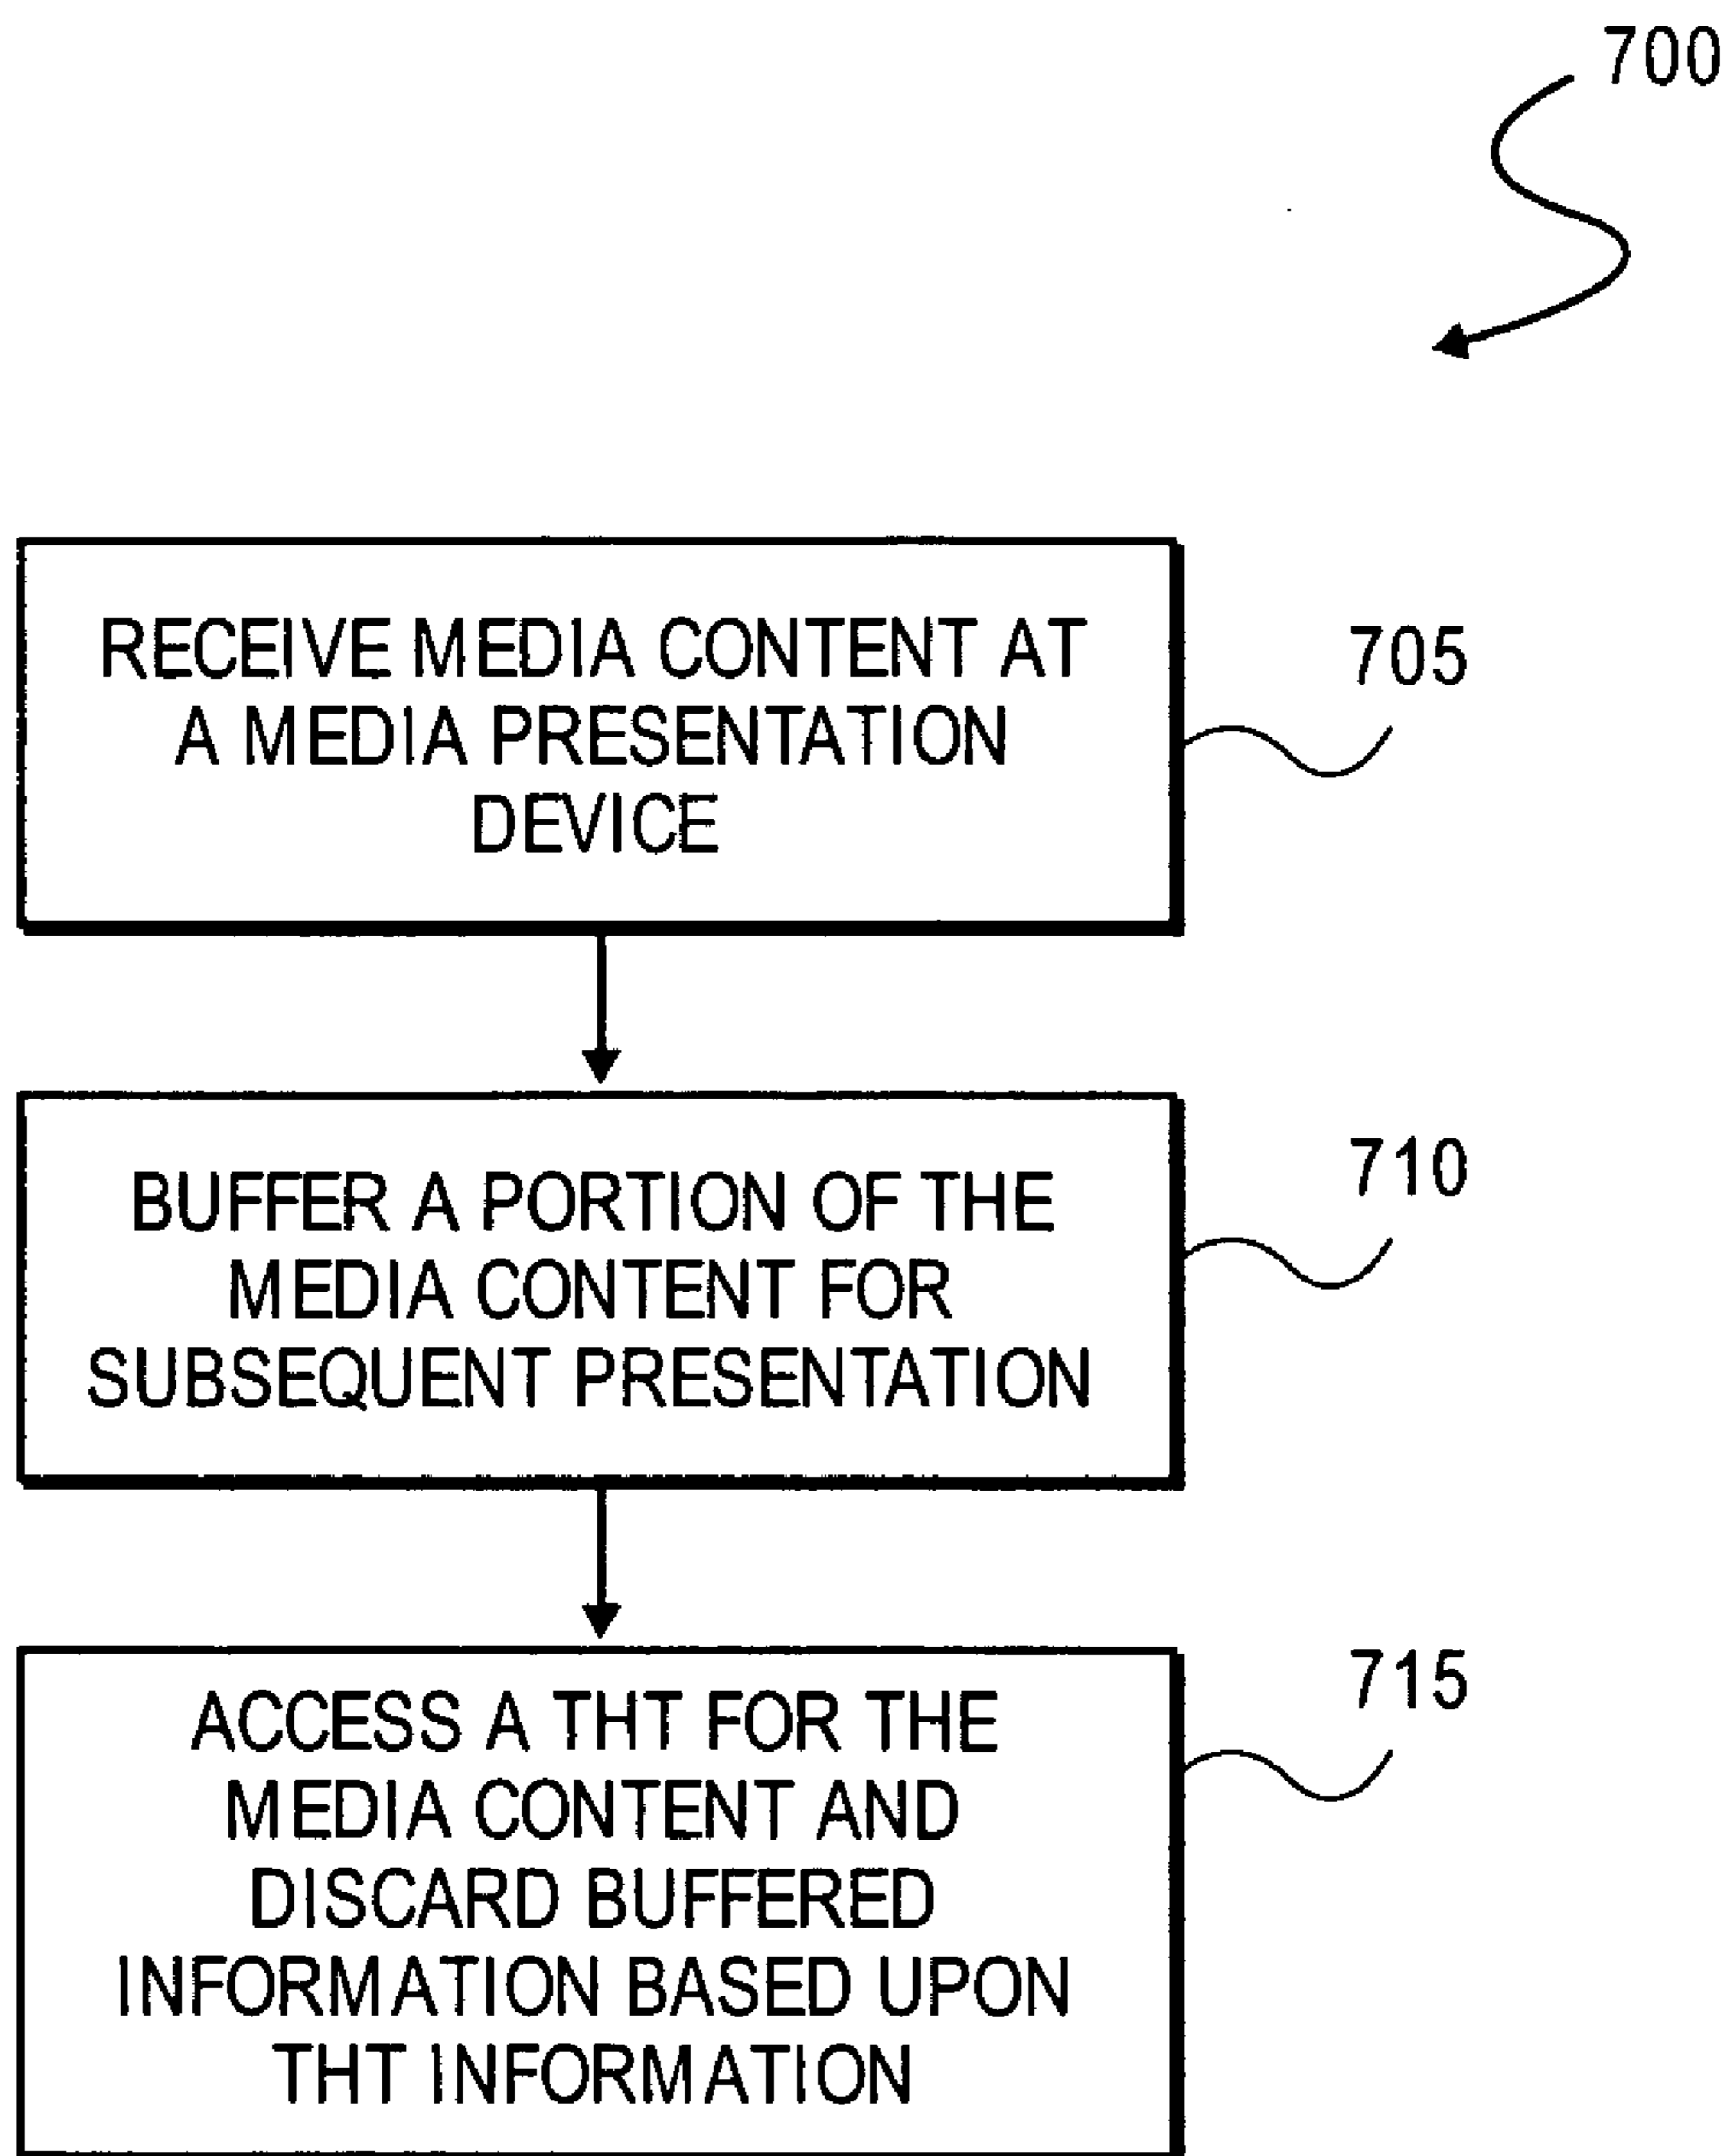 700
RECEIVE MEDIA CONTENT AT
A MEDIA PRESENTATION
DEVICE
705
BUFFER A PORTION OF THE
MEDIA CONTENT FOR
SUBSEQUENT PRESENTATION
710
ACCESS A THT FOR THE
MEDIA CONTENT AND
DISCARD BUFFERED
INFORMATION BASED UPON
THT INFORMATION
715